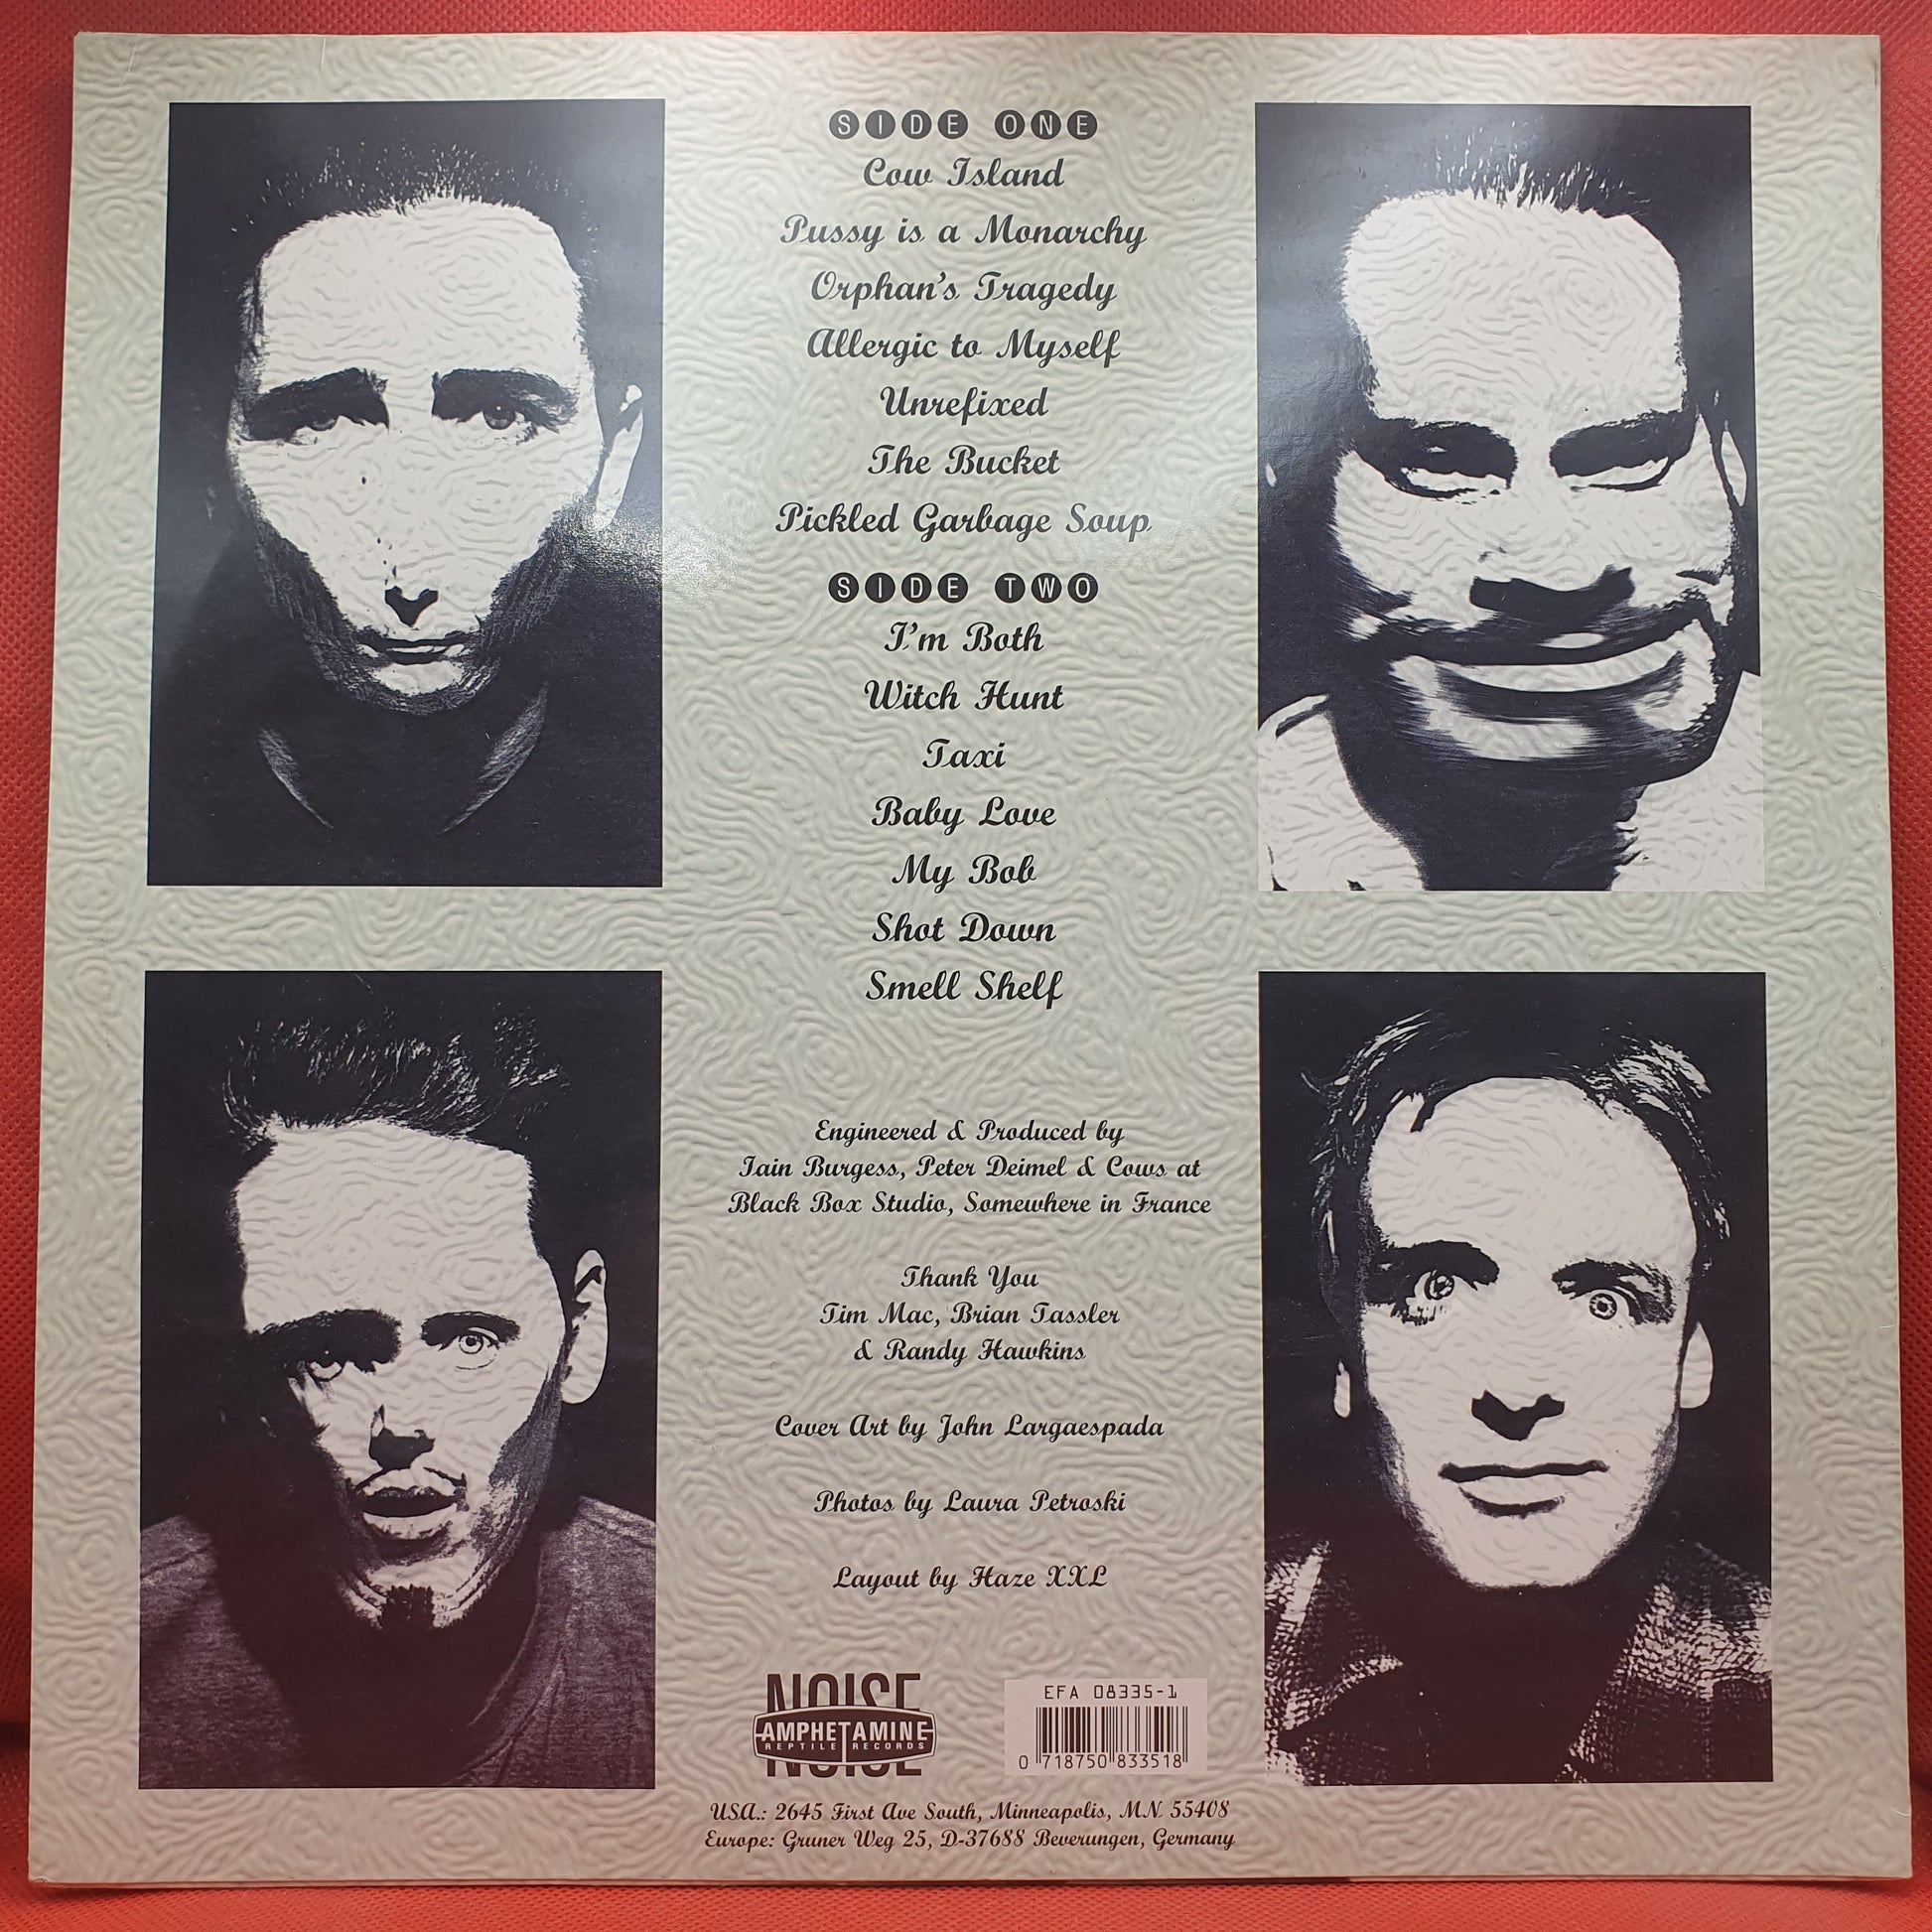 SIDE ONE
Cow Island
Pussy is a Monarchy
Orphan's Tragedy
Allergic to Myself
Unrefixed
The Bucket
Pickled Garbage Soup
SIDE TWO
I'm Both
Witch Hunt
Taxi
Baby Love
My Bob
Shot Down
Smell Shelf
Engineered & Produced by
Iain Burgess, Peter Deimel & Cows at
Black Box Studio, Somewhere in France
Thank You
Tim Mac, Brian Tassler
& Randy Hawkins
Cover Art by John Largaespada
Photos by Laura Petroski
Layout by Haze XXL
NOISE
AMPHETAMINE
REPTILE RECORDS
NOISE
EFA 08335-1
0 718750 833518
USA.: 2645 First Ave South, Minneapolis, MN 55408
Europe: Gruner Weg 25, D-37688 Beverungen, Germany